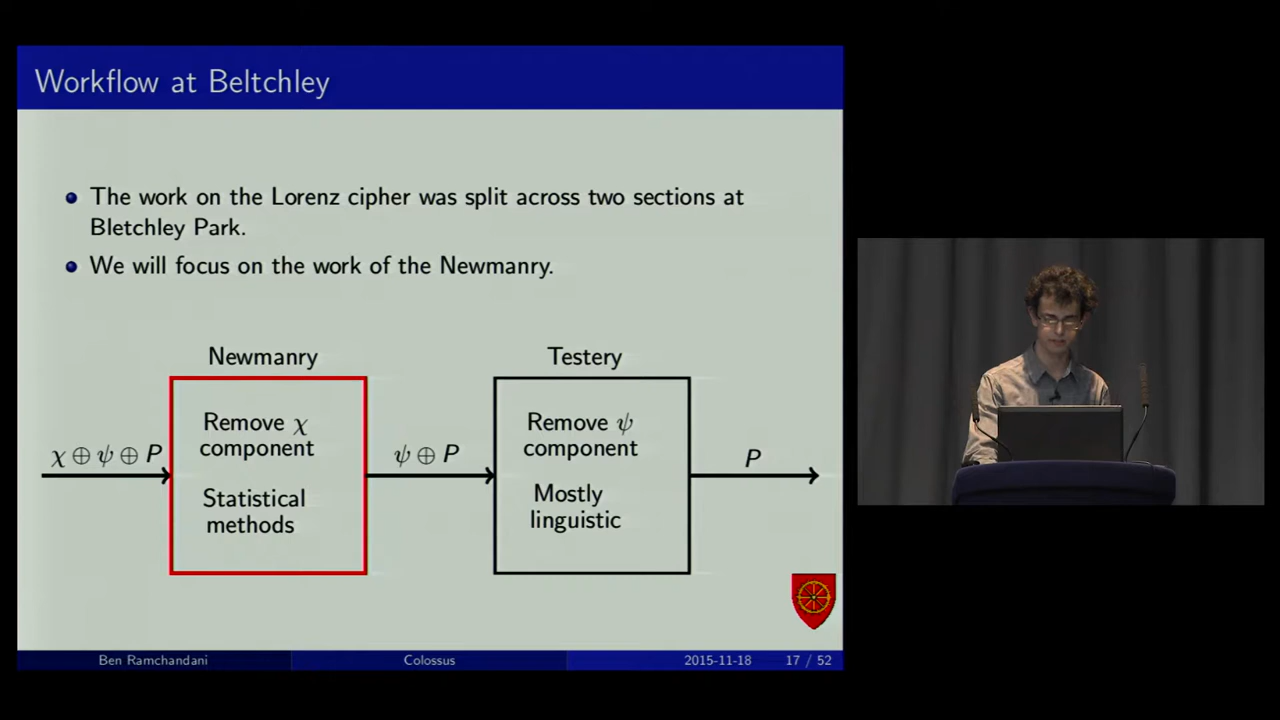 Workflow at Beltchley
The work on the Lorenz cipher was split across two sections at
Bletchley Park.
We will focus on the work of the Newmanry.
Newmanry
Testery
χ ⊕ ψ ⊕ P
Remove χ
component
Statistical
methods
ψ ⊕ P
Remove ψ
component
Mostly
linguistic
P
Ben Ramchandani
Colossus
2015-11-18
17 / 52